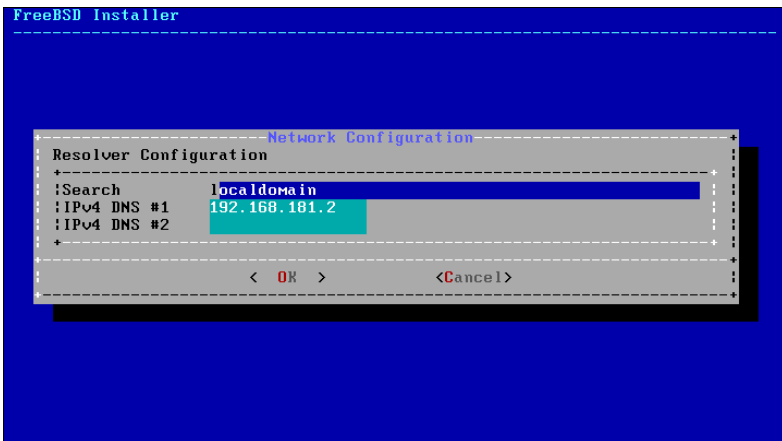 FreeBSD Installer
Network Configuration
Resolver Configuration
Search localdomain
IPv4 DNS #1 192.168.181.2
IPv4 DNS #2
< OK > <Cancel>